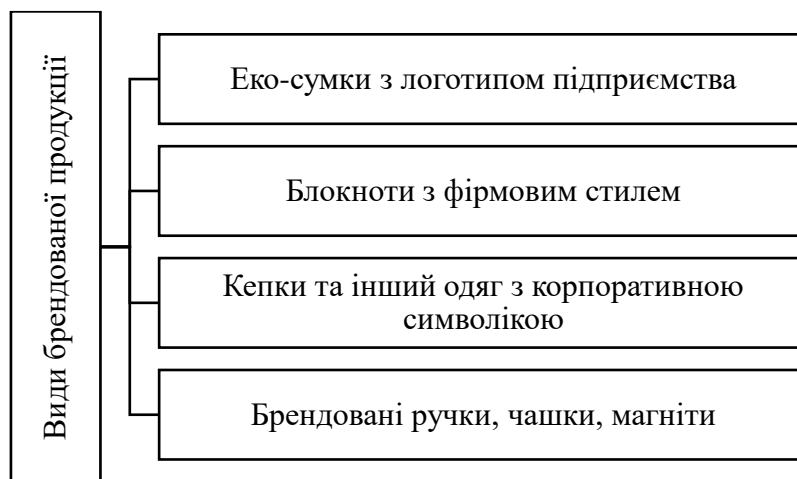 Види брендованої продукції
Еко-сумки з логотипом підприємства
Блокноти з фірмовим стилем
Кепки та інший одяг з корпоративною
символікою
Брендовані ручки, чашки, магніти